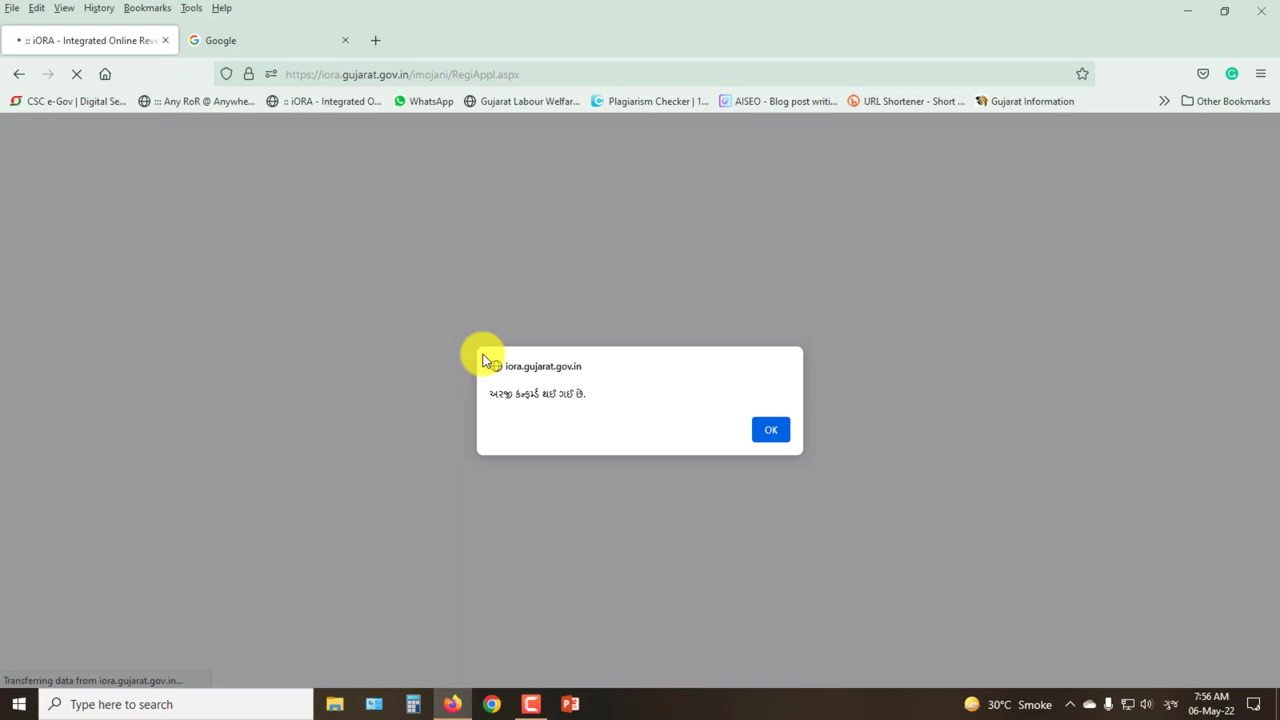 File Edit View History Bookmarks Tools Help
:: iORA - Integrated Online Reve
Google
https://iora.gujarat.gov.in/imojani/RegiAppl.aspx
CSC e-Gov | Digital Se... ::: Any RoR @ Anywhe... :: iORA - Integrated O... WhatsApp Gujarat Labour Welfar... Plagiarism Checker | 1... AISEO - Blog post writi... URL Shortener - Short ... Gujarat Information Other Bookmarks
iora.gujarat.gov.in
અરજી કન્ફર્મ્ડ થઈ ગઈ છે.
OK
Transferring data from iora.gujarat.gov.in...
Type here to search
30°C Smoke
ગુજ
7:56 AM
06-May-22